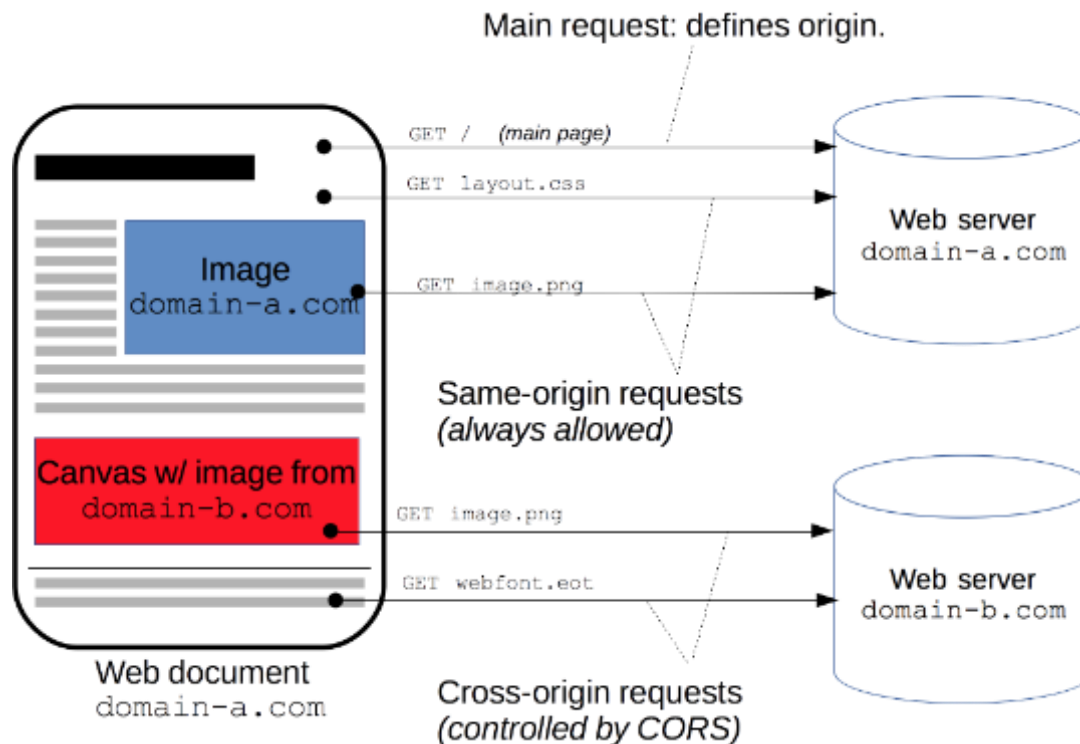 Main request: defines origin.
GET / (main page)
GET layout.css
Web server
domain-a.com
Image
domain-a.com
GET image.png
Same-origin requests
(always allowed)
Canvas w/ image from
domain-b.com
GET image.png
GET webfont.eot
Web server
domain-b.com
Web document
domain-a.com
Cross-origin requests
(controlled by CORS)